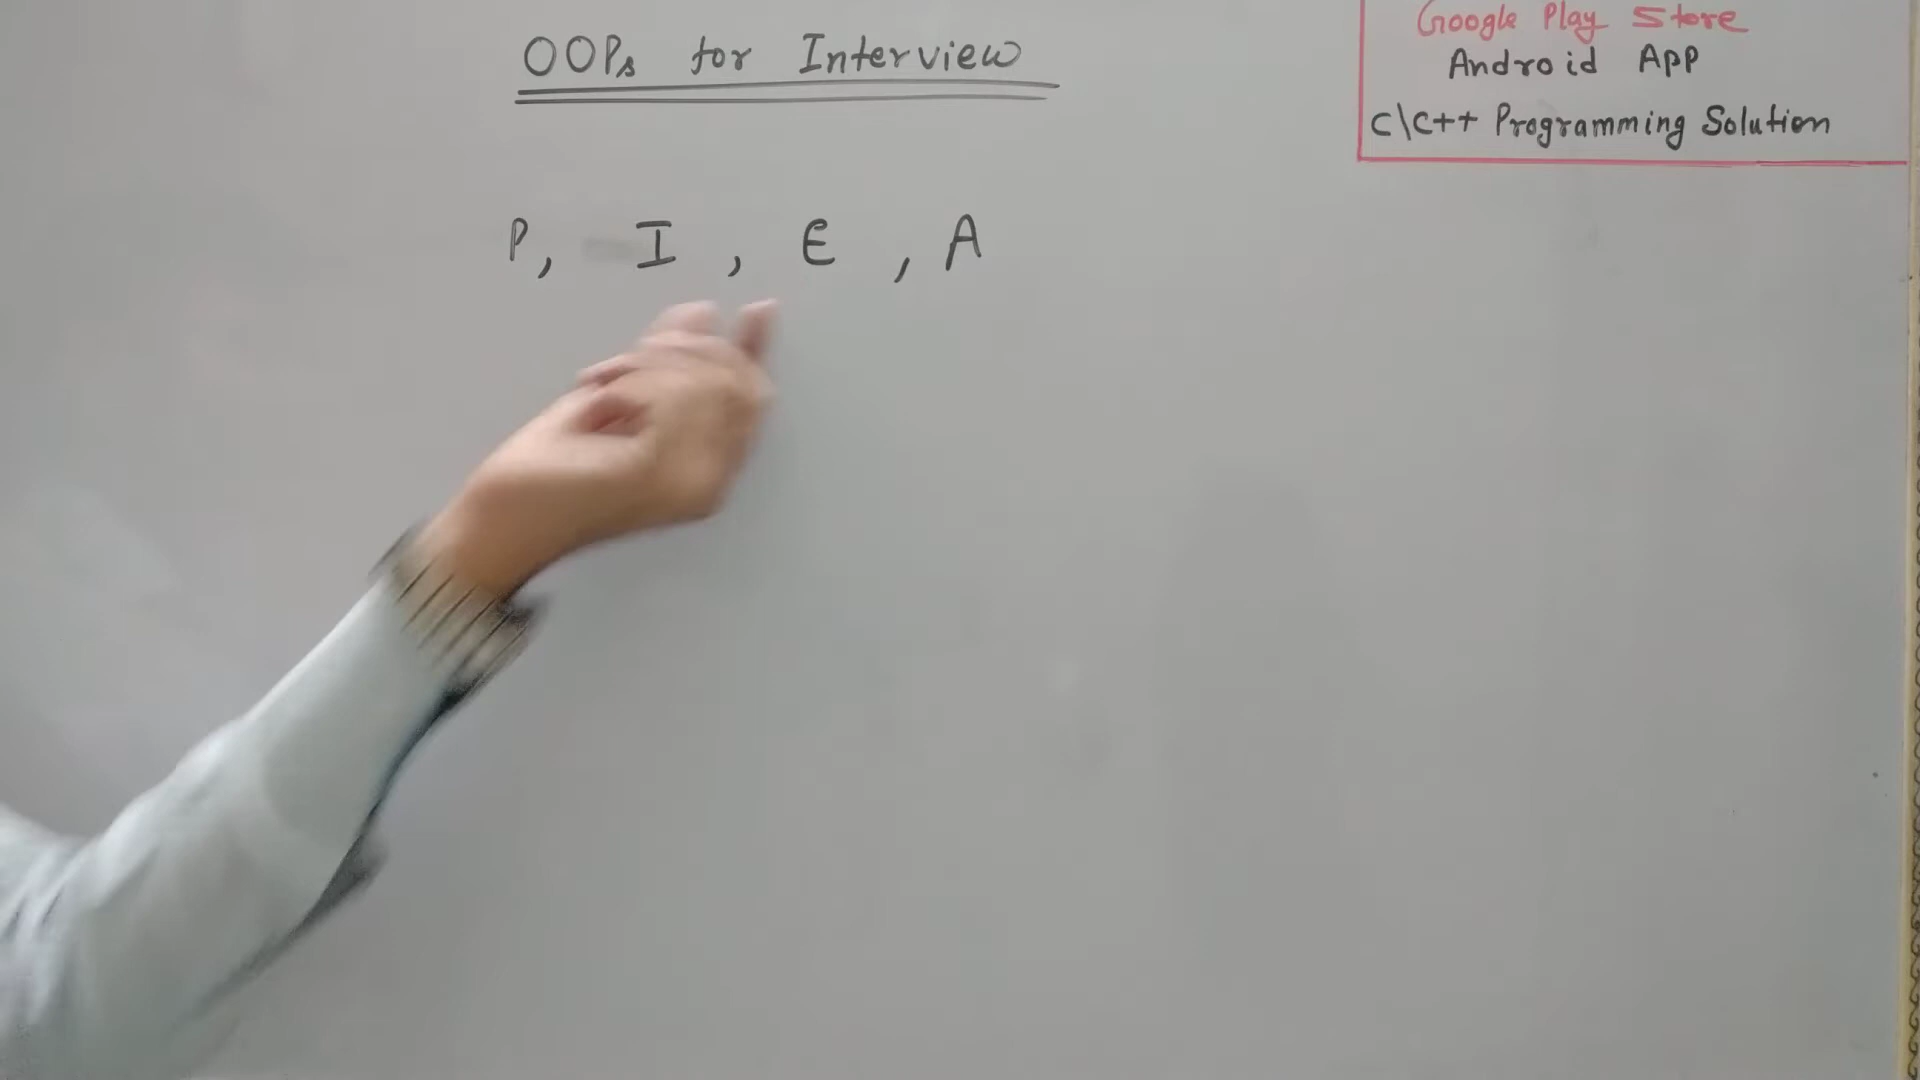 OOPs for Interview
P, I, E, A
Google Play Store
Android App
C\C++ Programming Solution